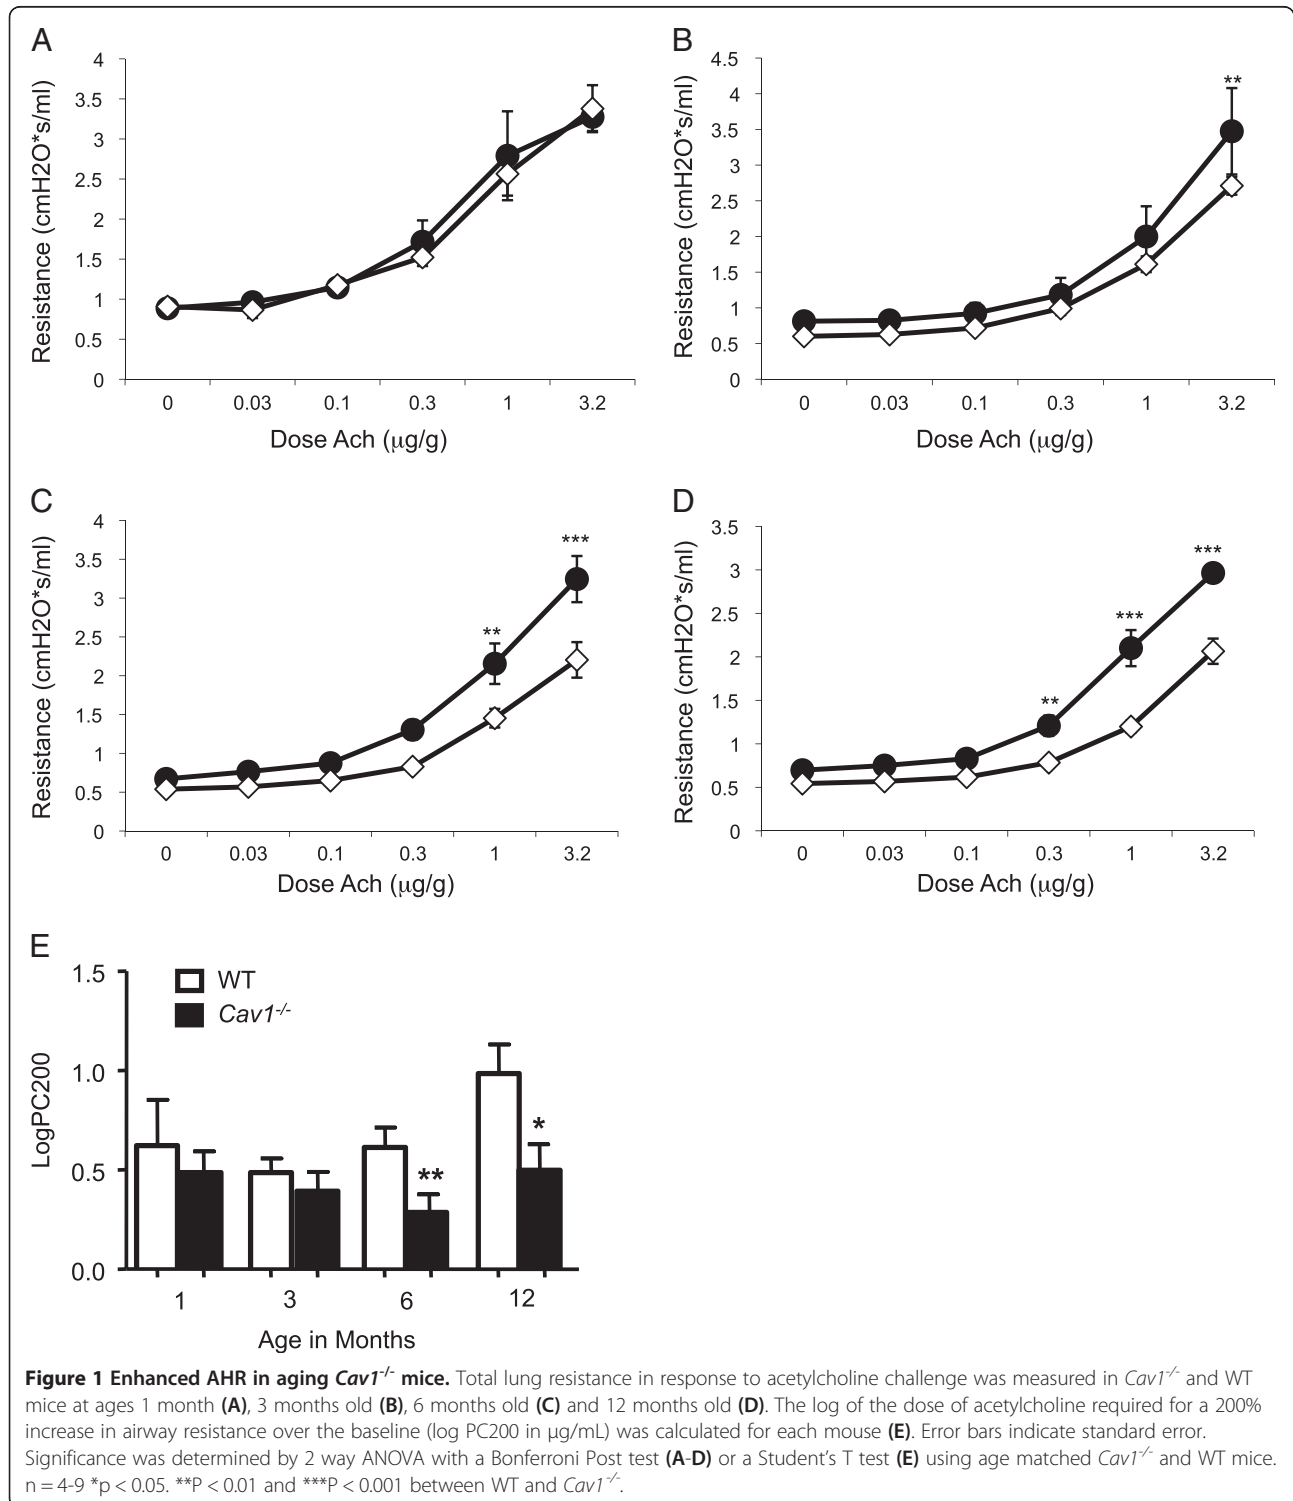 A
Resistance (cmH2O*s/ml)
4
3.5
3
2.5
2
1.5
1
0.5
0
0 0.03 0.1 0.3 1 3.2
Dose Ach (μg/g)
B
Resistance (cmH2O*s/ml)
4.5
4
3.5
3
2.5
2
1.5
1
0.5
0
**
0 0.03 0.1 0.3 1 3.2
Dose Ach (μg/g)
C
Resistance (cmH2O*s/ml)
4
3.5
3
2.5
2
1.5
1
0.5
0
**
***
0 0.03 0.1 0.3 1 3.2
Dose Ach (μg/g)
D
Resistance (cmH2O*s/ml)
3.5
3
2.5
2
1.5
1
0.5
0
**
***
***
0 0.03 0.1 0.3 1 3.2
Dose Ach (μg/g)
E
LogPC200
1.5
1.0
0.5
0.0
WT
Cav1-/-
**
*
1 3 6 12
Age in Months
Figure 1 Enhanced AHR in aging Cav1-/- mice. Total lung resistance in response to acetylcholine challenge was measured in Cav1-/- and WT
mice at ages 1 month (A), 3 months old (B), 6 months old (C) and 12 months old (D). The log of the dose of acetylcholine required for a 200%
increase in airway resistance over the baseline (log PC200 in μg/mL) was calculated for each mouse (E). Error bars indicate standard error.
Significance was determined by 2 way ANOVA with a Bonferroni Post test (A-D) or a Student's T test (E) using age matched Cav1-/- and WT mice.
n = 4-9 *p < 0.05. **P < 0.01 and ***P < 0.001 between WT and Cav1-/-.